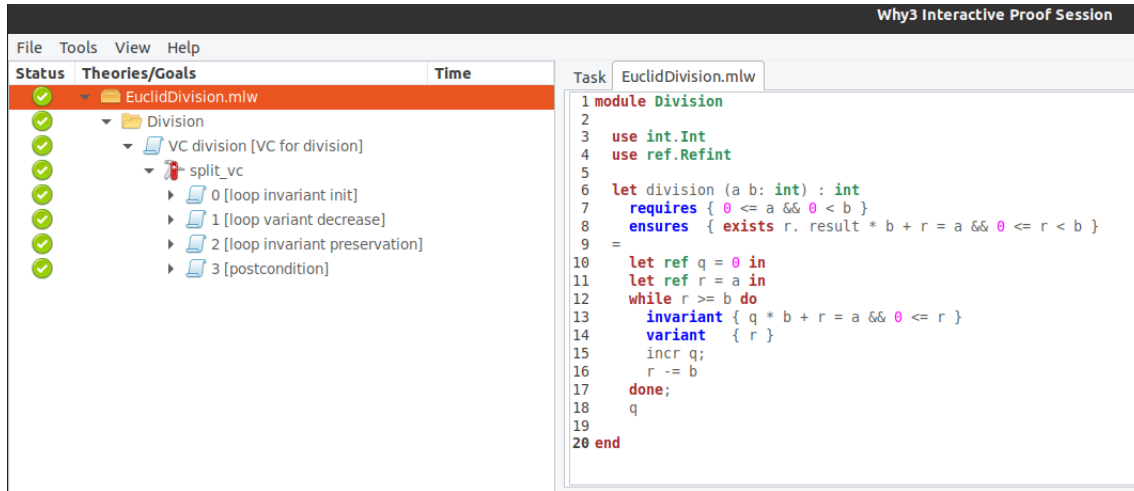 Why3 Interactive Proof Session
File Tools View Help
Status Theories/Goals Time
EuclidDivision.mlw
Division
VC division [VC for division]
split_vc
0 [loop invariant init]
1 [loop variant decrease]
2 [loop invariant preservation]
3 [postcondition]
Task EuclidDivision.mlw
1 module Division
2
3 use int.Int
4 use ref.Refint
5
6 let division (a b: int) : int
7 requires { 0 <= a && 0 < b }
8 ensures { exists r. result * b + r = a && 0 <= r < b }
9 =
10 let ref q = 0 in
11 let ref r = a in
12 while r >= b do
13 invariant { q * b + r = a && 0 <= r }
14 variant { r }
15 incr q;
16 r -= b
17 done;
18 q
19
20 end